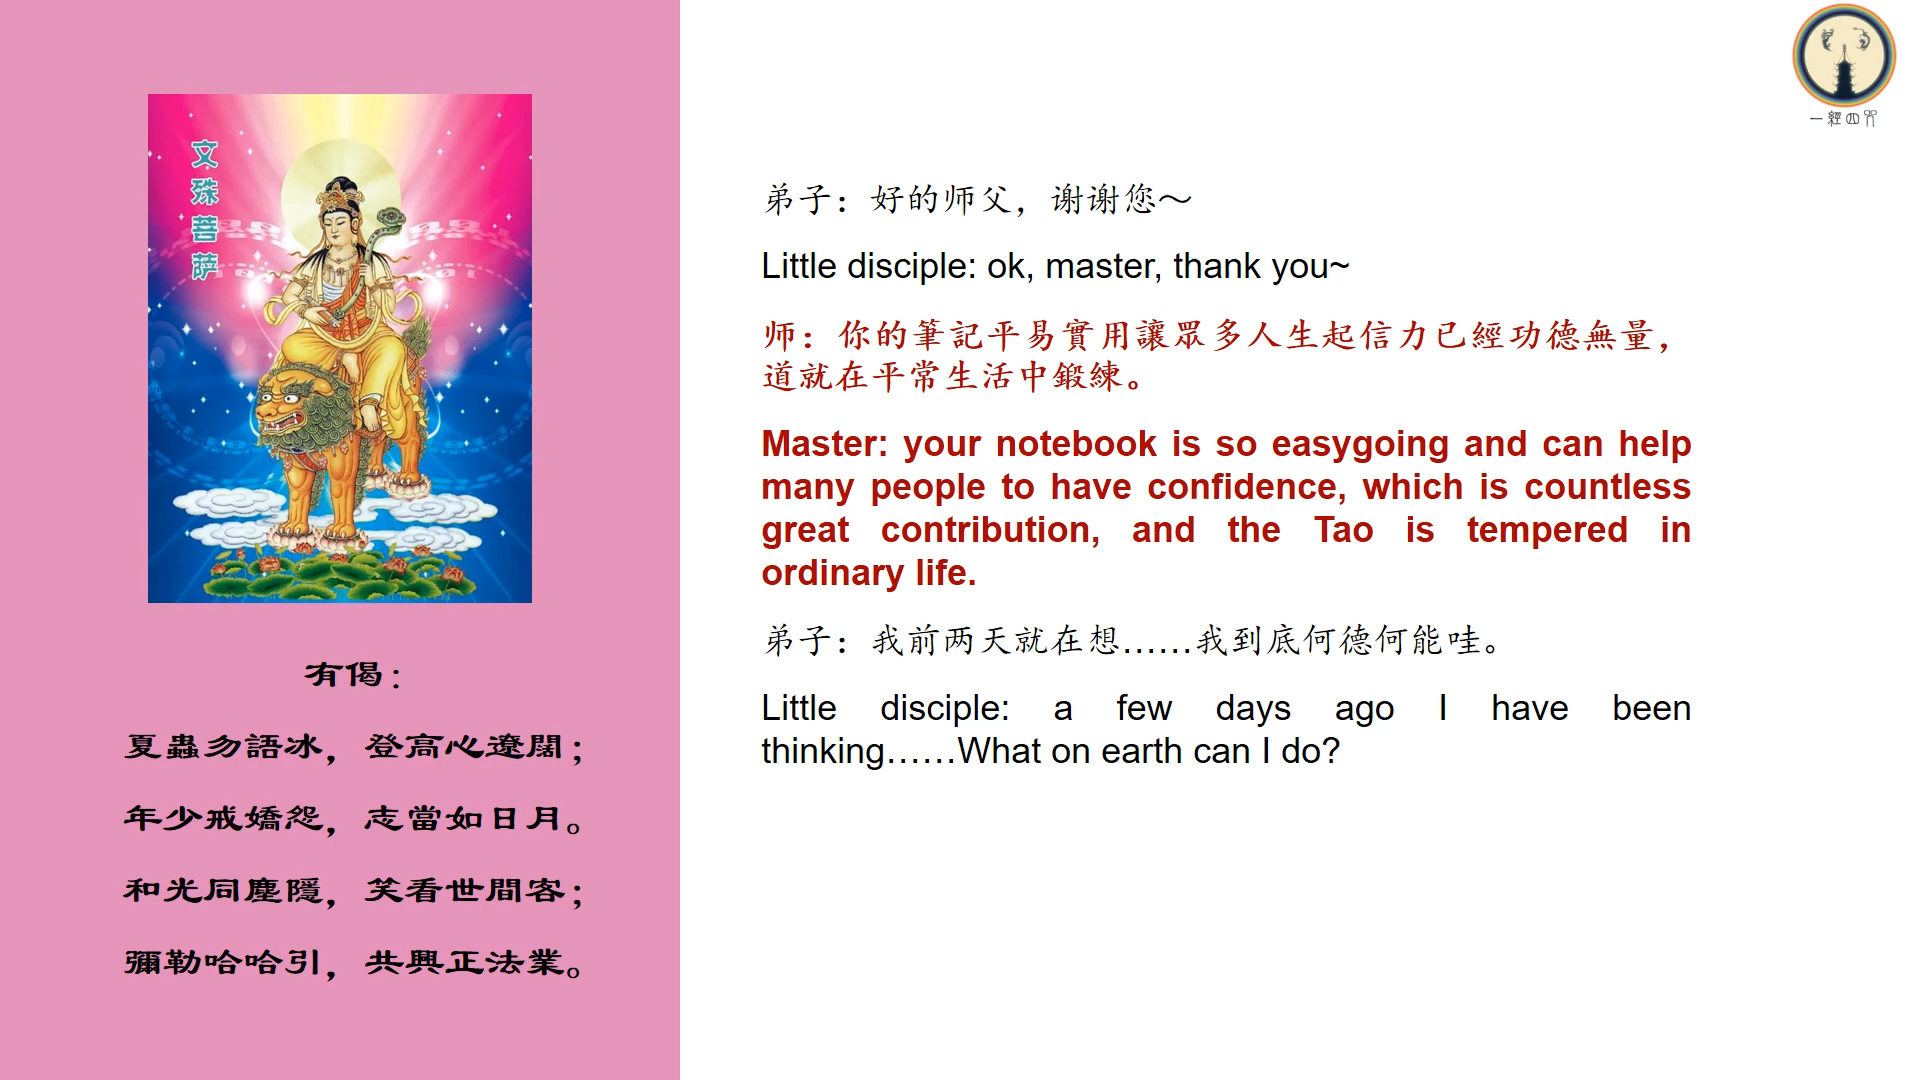 文殊菩萨
有偈：
夏蟲勿語冰，登高心遼闊；
年少戒嬌怨，志當如日月。
和光同塵隱，笑看世間客；
彌勒哈哈引，共興正法業。
一經四咒
弟子：好的师父，谢谢您～
Little disciple: ok, master, thank you~
师：你的筆記平易實用讓眾多人生起信力已經功德無量，
道就在平常生活中鍛練。
Master: your notebook is so easygoing and can help
many people to have confidence, which is countless
great contribution, and the Tao is tempered in
ordinary life.
弟子：我前两天就在想……我到底何德何能哇。
Little disciple: a few days ago I have been
thinking……What on earth can I do?